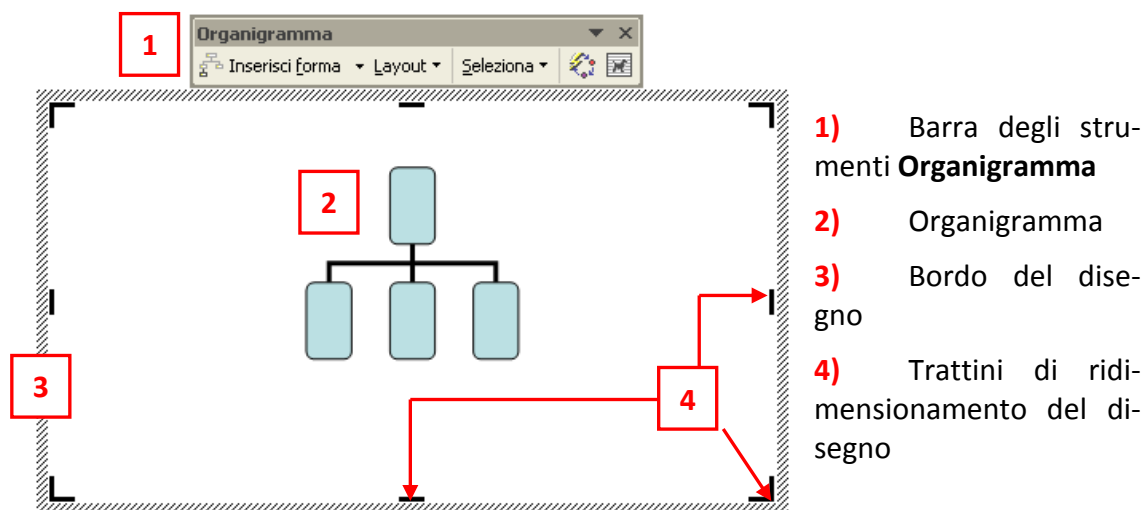 1
Organigramma
Inserisci forma Layout Seleziona
2
3
4
1) Barra degli stru-
menti Organigramma
2) Organigramma
3) Bordo del dise-
gno
4) Trattini di ridi-
mensionamento del di-
segno